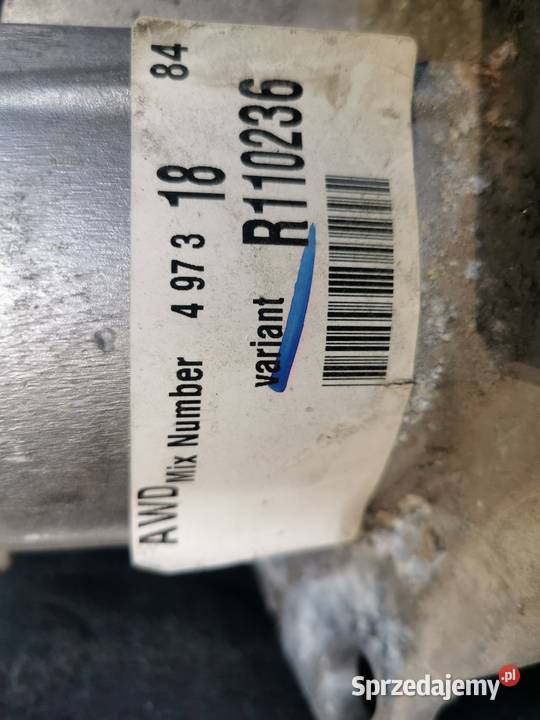 AWD Mix Number 4 97 3 18 84
variant R110236
Sprzedajemy.pl